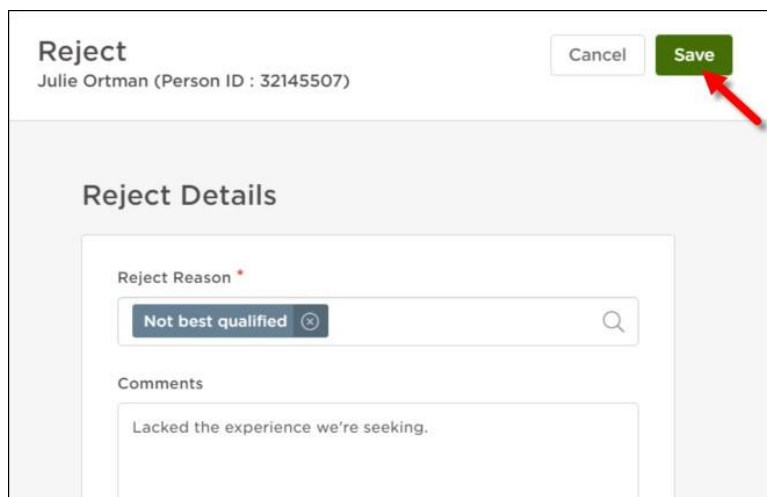 Reject
Cancel
Save
Julie Ortman (Person ID : 32145507)
Reject Details
Reject Reason *
Not best qualified
Comments
Lacked the experience we're seeking.